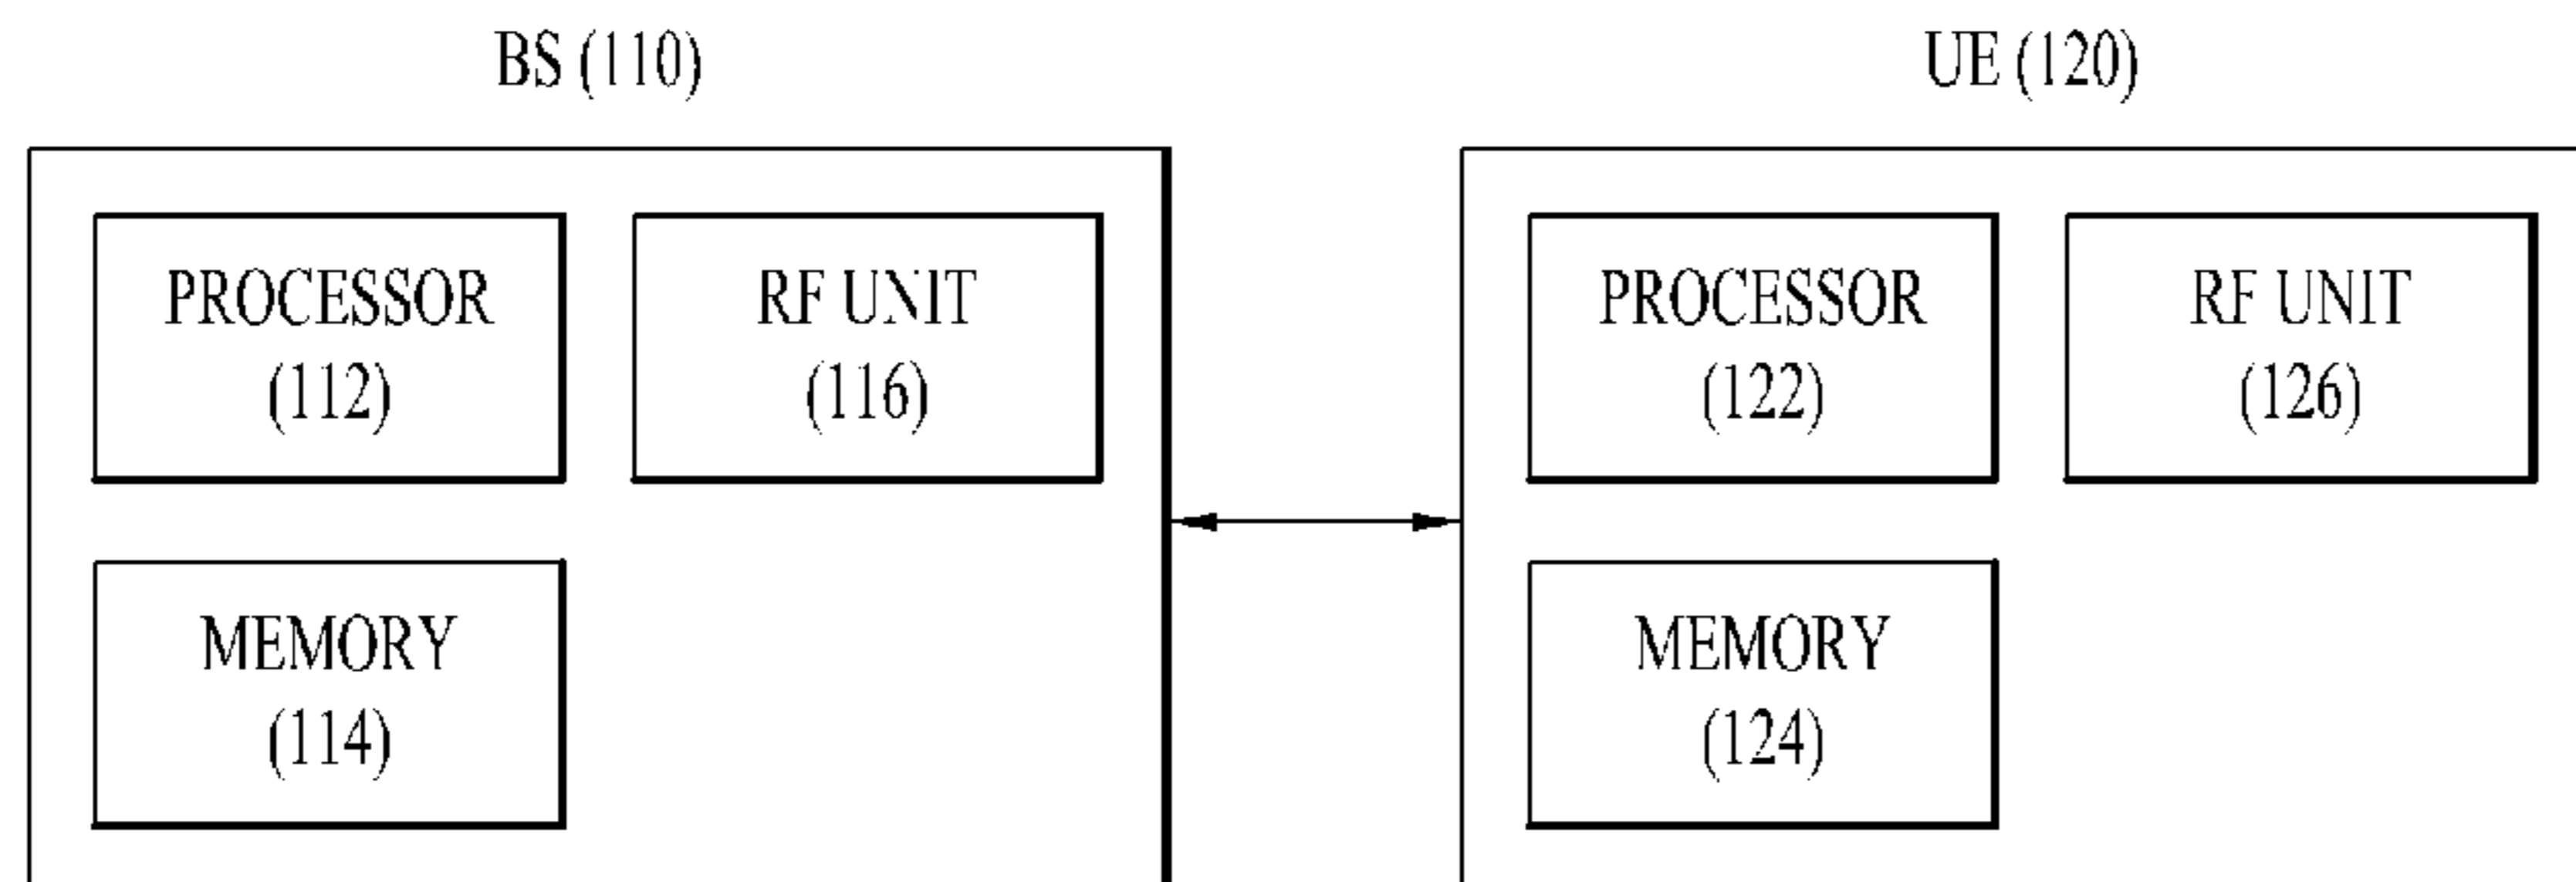 BS (110)
UE (120)
PROCESSOR
(112)
RF UNIT
(116)
PROCESSOR
(122)
RF UNIT
(126)
MEMORY
(114)
MEMORY
(124)